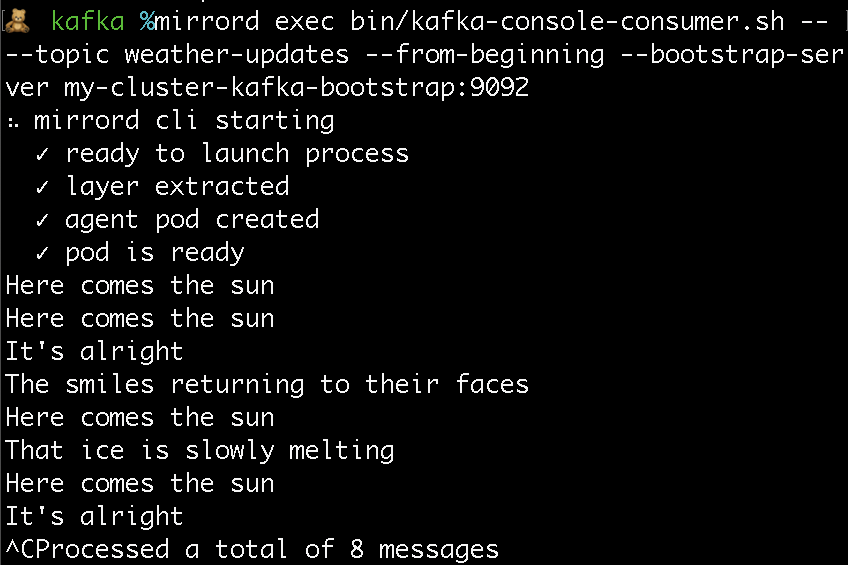 kafka %mirrord exec bin/kafka-console-consumer.sh --
--topic weather-updates --from-beginning --bootstrap-ser
ver my-cluster-kafka-bootstrap:9092
⠦ mirrord cli starting
✓ ready to launch process
✓ layer extracted
✓ agent pod created
✓ pod is ready
Here comes the sun
Here comes the sun
It's alright
The smiles returning to their faces
Here comes the sun
That ice is slowly melting
Here comes the sun
It's alright
^CProcessed a total of 8 messages